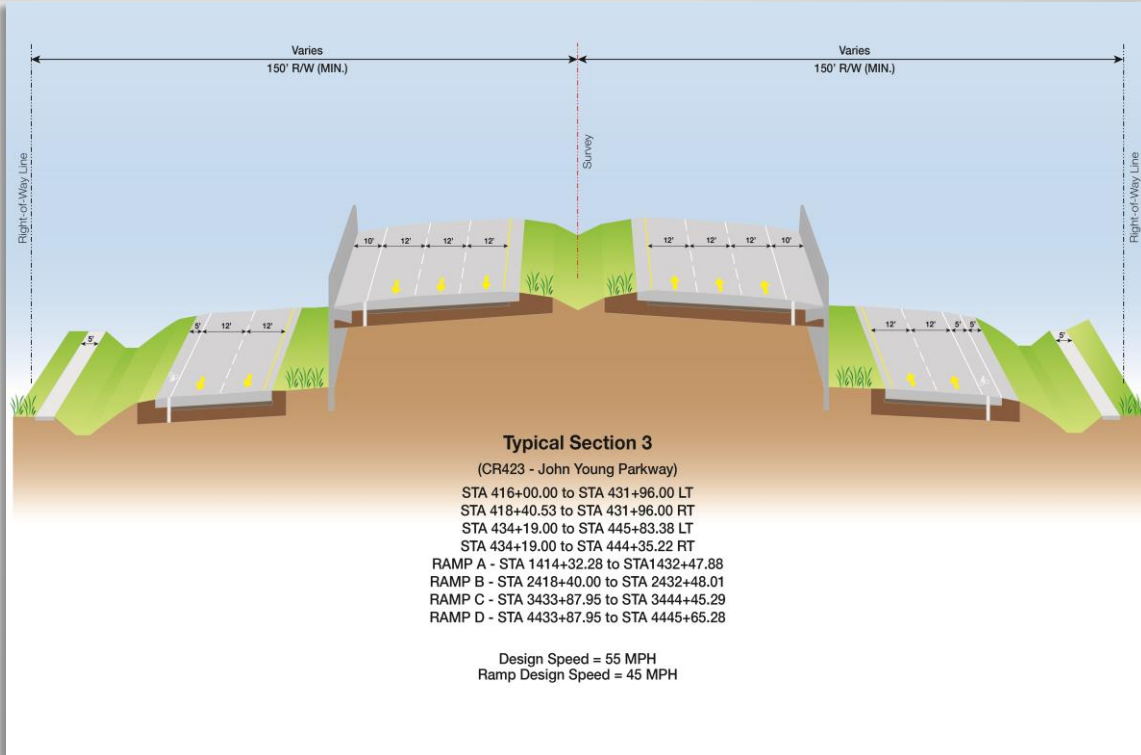 Varies
150' R/W (MIN.)
Varies
150' R/W (MIN.)
Right-of-Way Line
Survey
Right-of-Way Line
10' 12' 12' 12'
12' 12' 12' 10'
5' 12' 12'
12' 12' 5' 5'
5'
5'
Typical Section 3
(CR423 - John Young Parkway)
STA 416+00.00 to STA 431+96.00 LT
STA 418+40.53 to STA 431+96.00 RT
STA 434+19.00 to STA 445+83.38 LT
STA 434+19.00 to STA 444+35.22 RT
RAMP A - STA 1414+32.28 to STA1432+47.88
RAMP B - STA 2418+40.00 to STA 2432+48.01
RAMP C - STA 3433+87.95 to STA 3444+45.29
RAMP D - STA 4433+87.95 to STA 4445+65.28
Design Speed = 55 MPH
Ramp Design Speed = 45 MPH